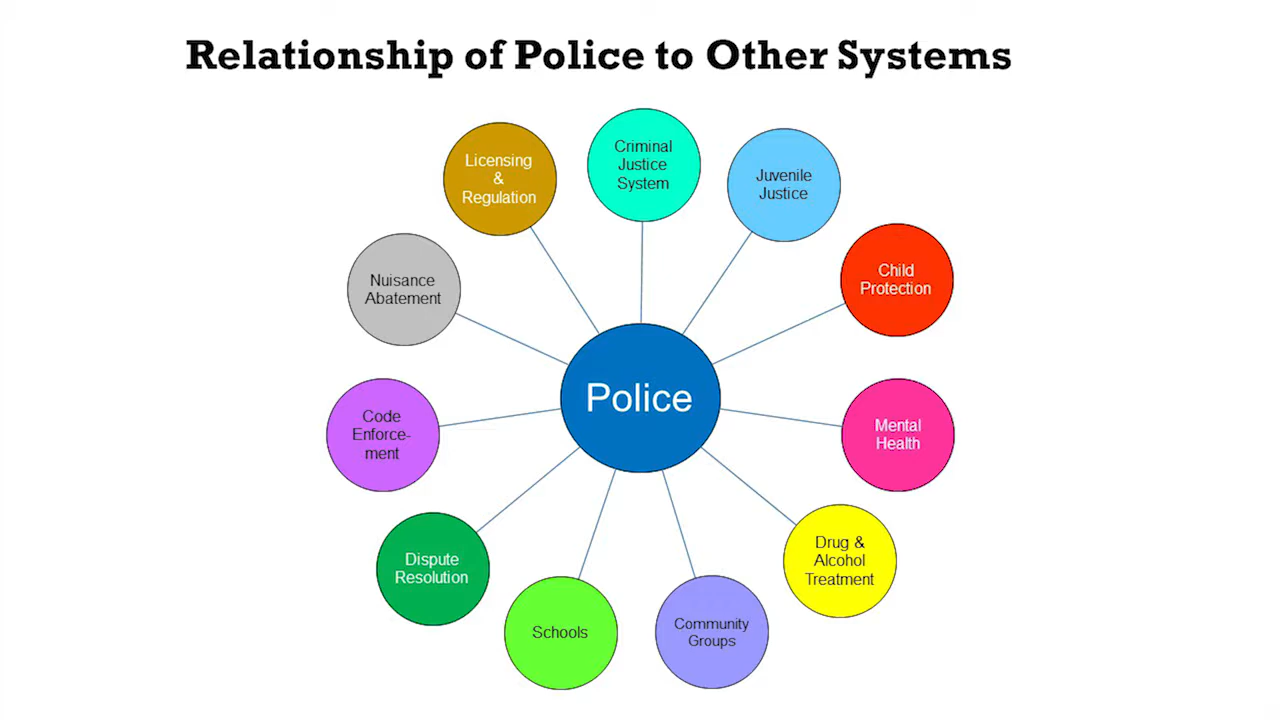 Relationship of Police to Other Systems
Criminal
Justice
System
Juvenile
Justice
Child
Protection
Mental
Health
Drug &
Alcohol
Treatment
Community
Groups
Schools
Dispute
Resolution
Code
Enforce-
ment
Nuisance
Abatement
Licensing
&
Regulation
Police